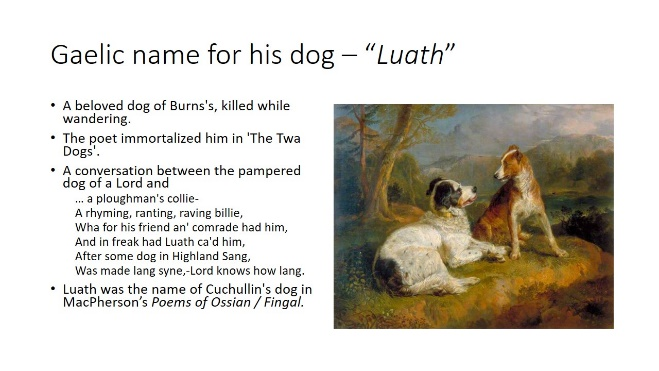 Gaelic name for his dog – “Luath”
• A beloved dog of Burns's, killed while
wandering.
• The poet immortalized him in 'The Twa
Dogs'.
• A conversation between the pampered
dog of a Lord and
… a ploughman's collie-
A rhyming, ranting, raving billie,
Wha for his friend an' comrade had him,
And in freak had Luath ca'd him,
After some dog in Highland Sang,
Was made lang syne,-Lord knows how lang.
• Luath was the name of Cuchullin's dog in
MacPherson’s Poems of Ossian / Fingal.